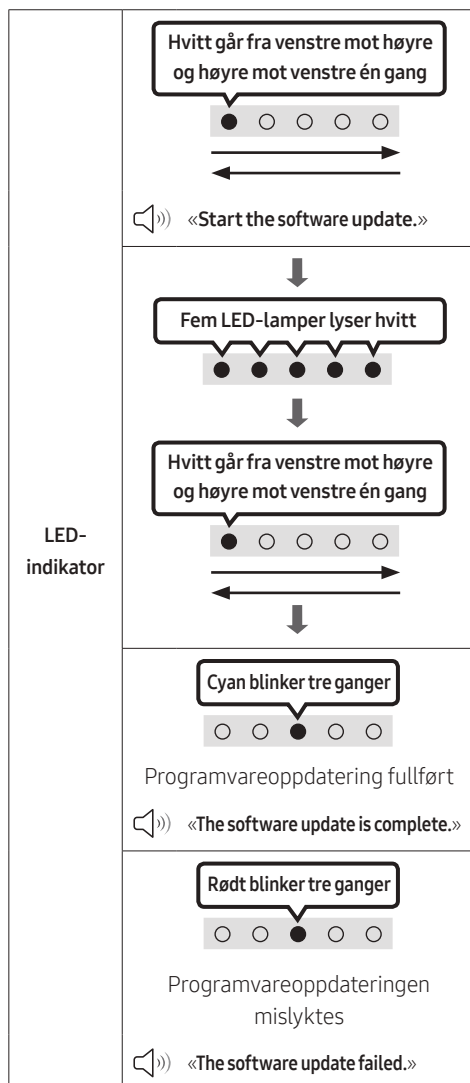 LED-
indikator
Hvitt går fra venstre mot høyre
og høyre mot venstre én gang
«Start the software update.»
Fem LED-lamper lyser hvitt
Hvitt går fra venstre mot høyre
og høyre mot venstre én gang
Cyan blinker tre ganger
Programvareoppdatering fullført
«The software update is complete.»
Rødt blinker tre ganger
Programvareoppdateringen
mislyktes
«The software update failed.»